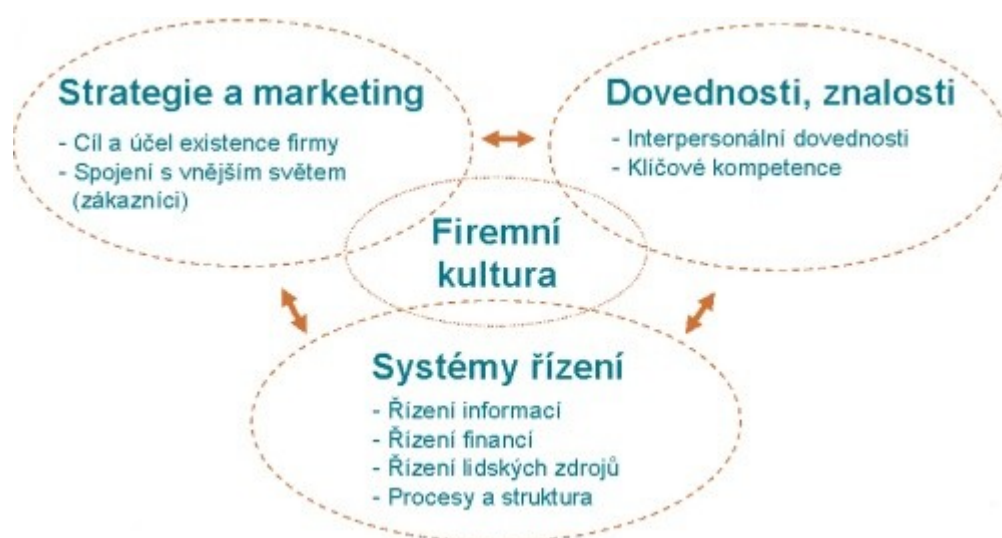 Strategie a marketing
- Cíl a účel existence firmy
- Spojení s vnějším světem
(zákazníci)
Dovednosti, znalosti
- Interpersonální dovednosti
- Klíčové kompetence
Firemní
kultura
Systémy řízení
- Řízení informací
- Řízení financí
- Řízení lidských zdrojů
- Procesy a struktura